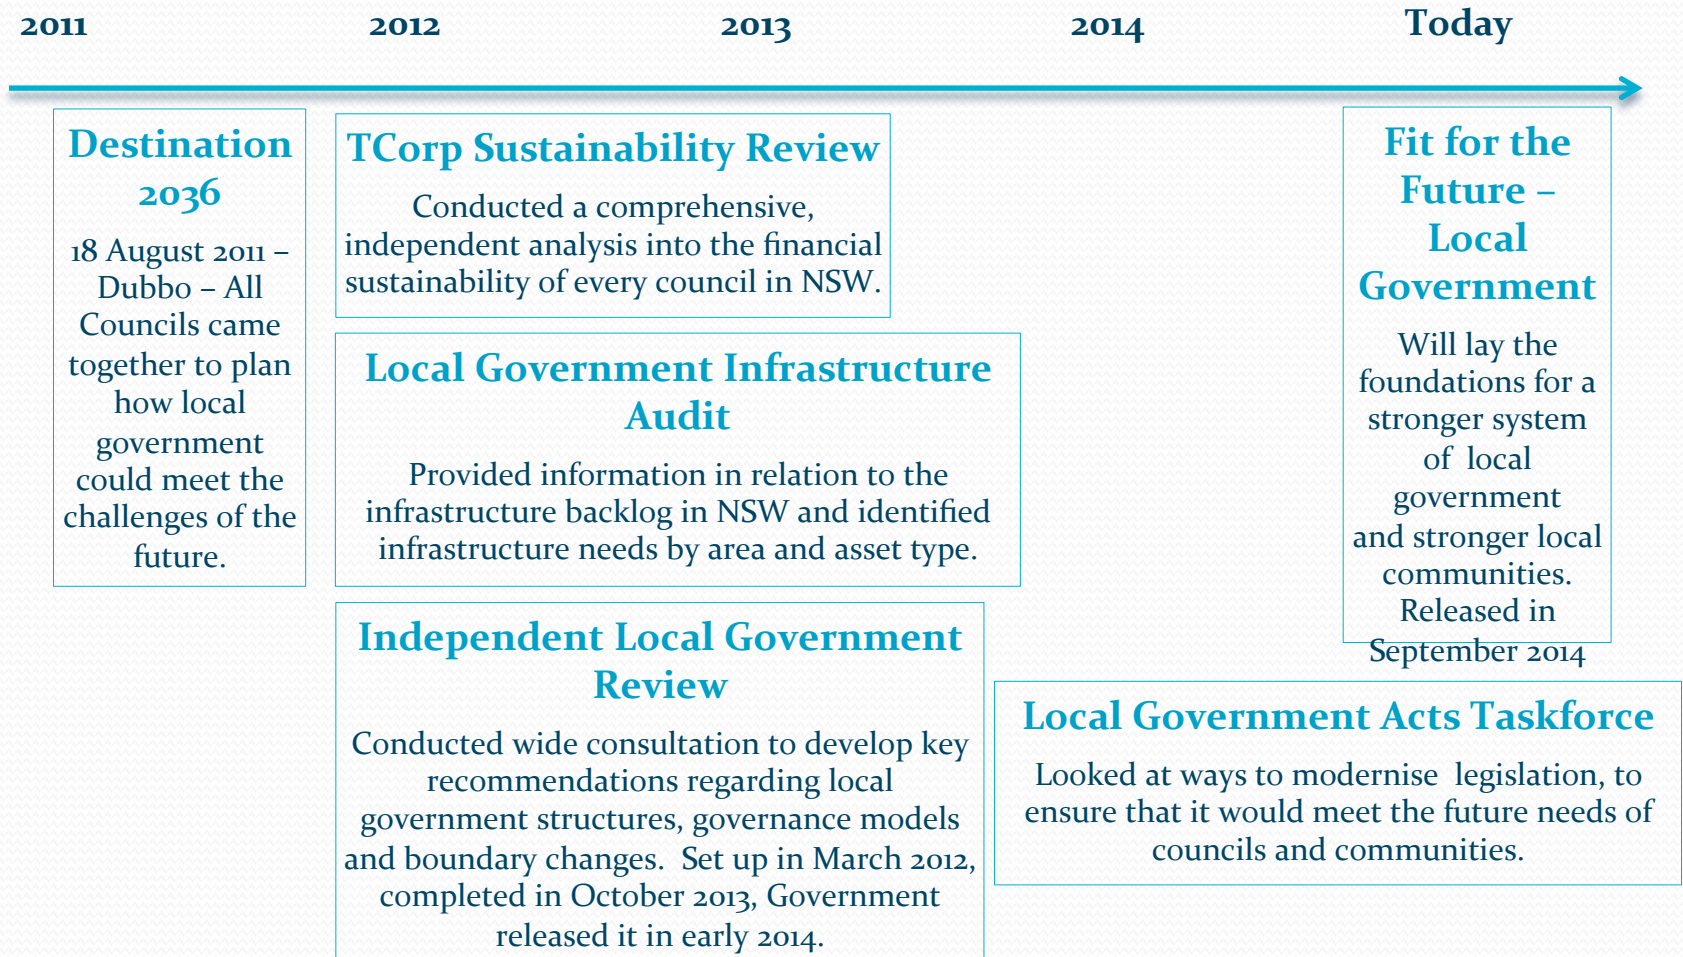 2011 2012 2013 2014 Today
Destination
2036
18 August 2011 –
Dubbo – All
Councils came
together to plan
how local
government
could meet the
challenges of the
future.
TCorp Sustainability Review
Conducted a comprehensive,
independent analysis into the financial
sustainability of every council in NSW.
Local Government Infrastructure
Audit
Provided information in relation to the
infrastructure backlog in NSW and identified
infrastructure needs by area and asset type.
Independent Local Government
Review
Conducted wide consultation to develop key
recommendations regarding local
government structures, governance models
and boundary changes. Set up in March 2012,
completed in October 2013, Government
released it in early 2014.
Fit for the
Future –
Local
Government
Will lay the
foundations for a
stronger system
of local
government
and stronger local
communities.
Released in
September 2014
Local Government Acts Taskforce
Looked at ways to modernise legislation, to
ensure that it would meet the future needs of
councils and communities.